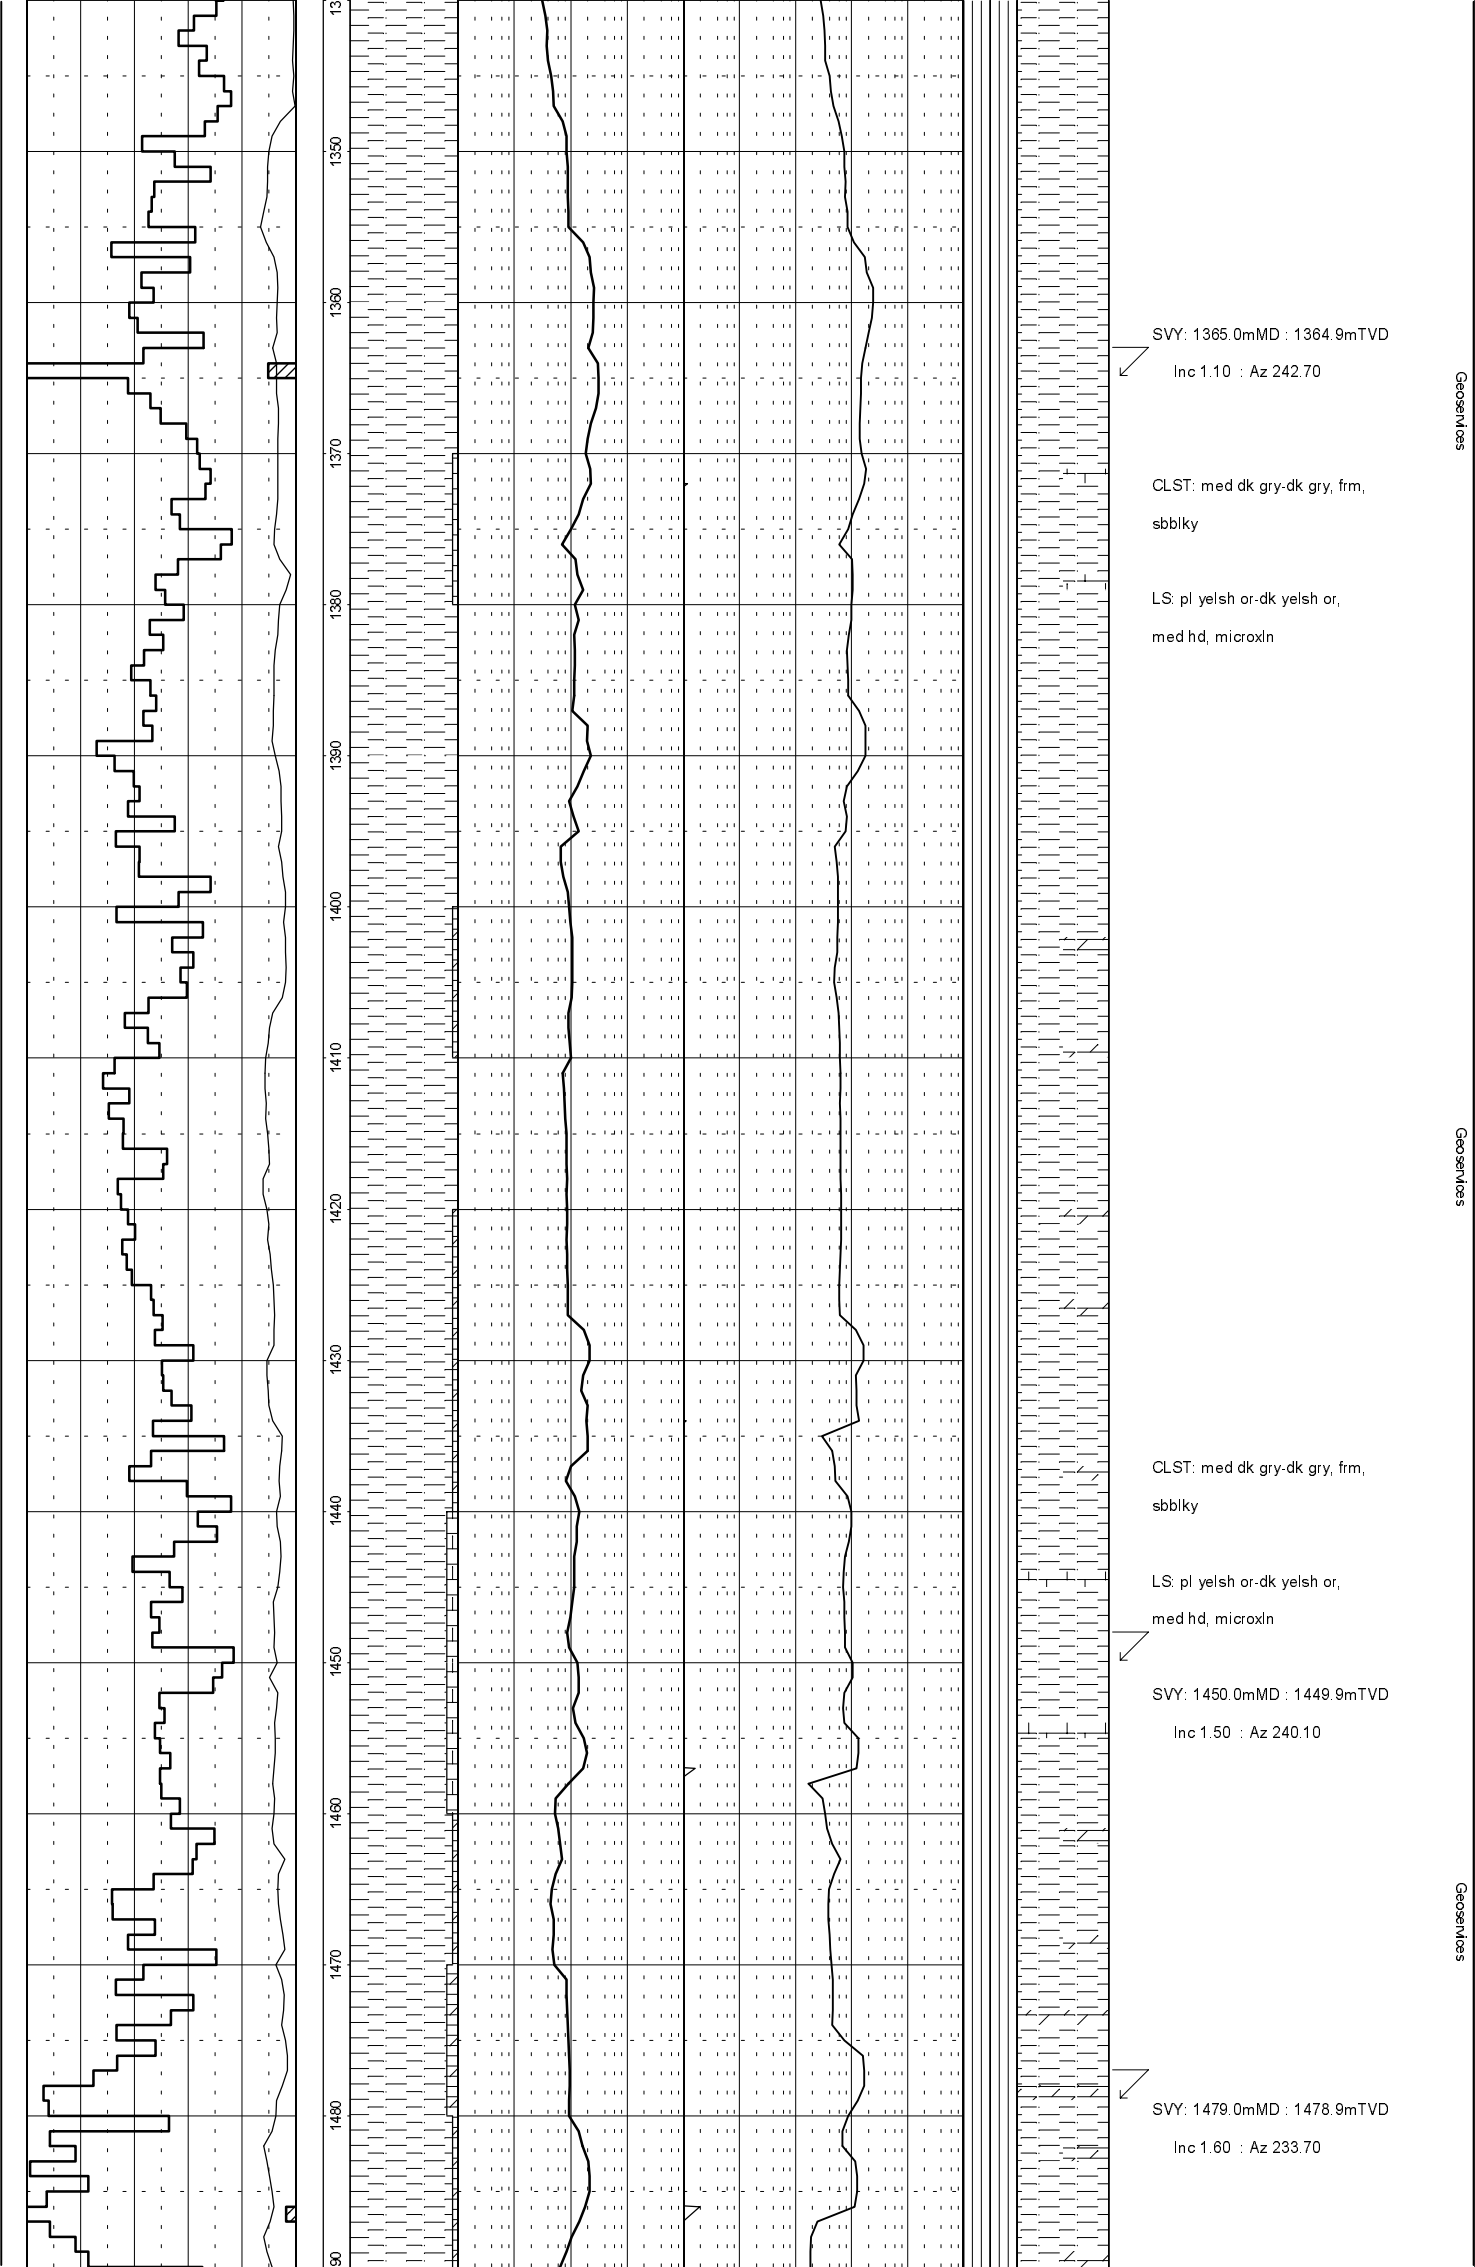 13
1350
1360
SVY: 1365.0mMD : 1364.9mTVD
Inc 1.10 : Az 242.70
Geoservices
1370
CLST: med dk gry-dk gry, frm,
sbblky
1380
LS: pl yelsh or-dk yelsh or,
med hd, microxln
1390
1400
1410
Geoservices
1420
1430
CLST: med dk gry-dk gry, frm,
sbblky
1440
LS: pl yelsh or-dk yelsh or,
med hd, microxln
1450
SVY: 1450.0mMD : 1449.9mTVD
Inc 1.50 : Az 240.10
1460
Geoservices
1470
1480
SVY: 1479.0mMD : 1478.9mTVD
Inc 1.60 : Az 233.70
90